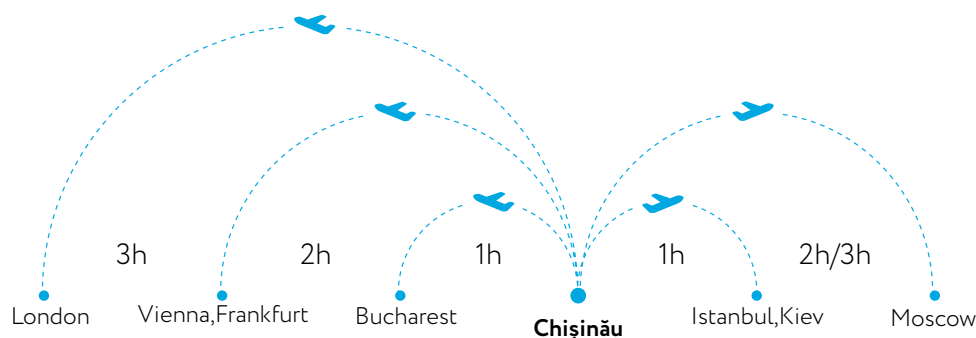 3h
2h
1h
1h
2h/3h
London
Vienna,Frankfurt
Bucharest
Chișinău
Istanbul,Kiev
Moscow